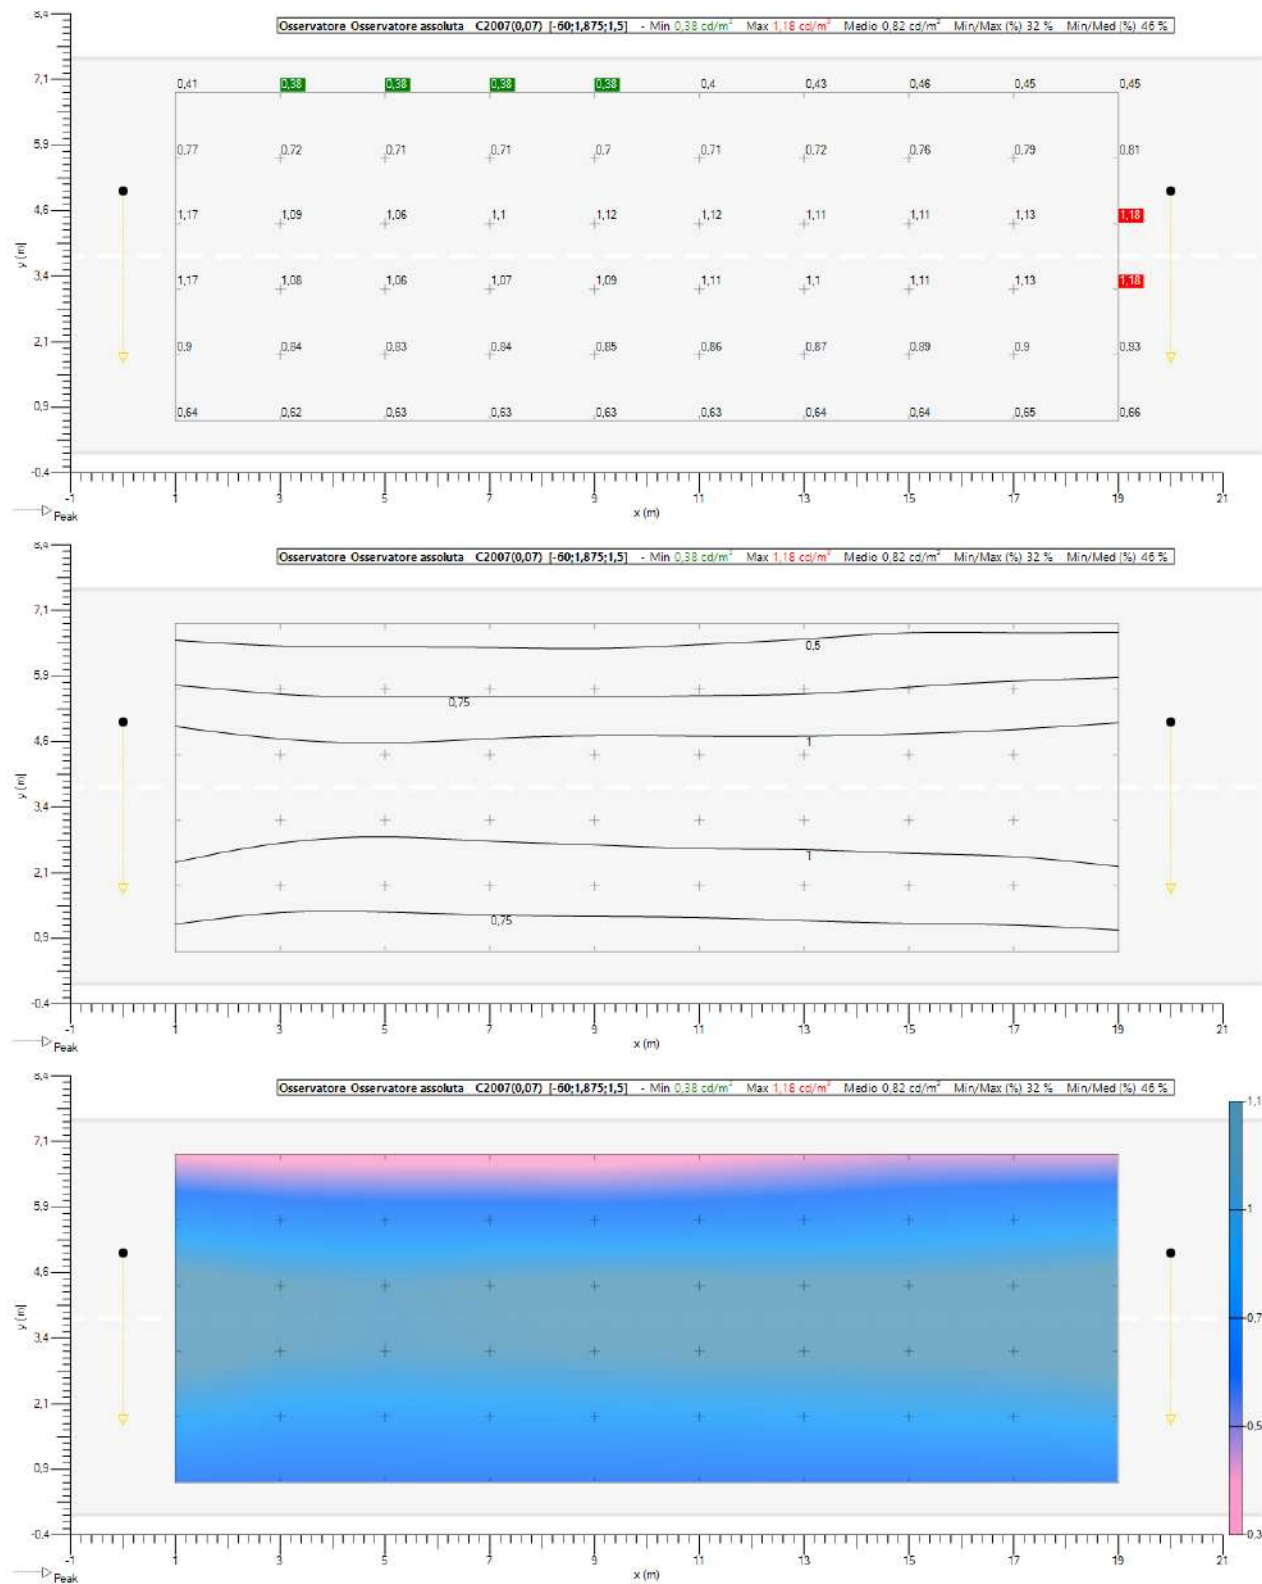 8,4
Osservatore Osservatore assoluta C2007(0,07) [-60;1,875;1,5] - Min 0,38 cd/m² Max 1,18 cd/m² Medio 0,82 cd/m² Min/Max (%) 32 % Min/Med (%) 46 %
7,1 0,41 0,38 0,38 0,38 0,38 0,4 0,43 0,46 0,45 0,45
5,9 0,77 0,72 0,71 0,71 0,7 0,71 0,72 0,76 0,79 0,81
4,6 1,17 1,09 1,06 1,1 1,12 1,12 1,11 1,11 1,13 1,18
y (m)
3,4 1,17 1,08 1,06 1,07 1,09 1,11 1,1 1,11 1,13 1,18
2,1 0,9 0,84 0,83 0,84 0,85 0,86 0,87 0,89 0,9 0,93
0,9 0,64 0,62 0,63 0,63 0,63 0,63 0,64 0,64 0,65 0,66
-0,4
-1 1 3 5 7 9 11 13 15 17 19 21
Peak x (m)
8,4
Osservatore Osservatore assoluta C2007(0,07) [-60;1,875;1,5] - Min 0,38 cd/m² Max 1,18 cd/m² Medio 0,82 cd/m² Min/Max (%) 32 % Min/Med (%) 46 %
7,1
0,5
5,9
0,75
4,6 1
y (m)
3,4
1
2,1
0,75
0,9
-0,4
-1 1 3 5 7 9 11 13 15 17 19 21
Peak x (m)
8,4
Osservatore Osservatore assoluta C2007(0,07) [-60;1,875;1,5] - Min 0,38 cd/m² Max 1,18 cd/m² Medio 0,82 cd/m² Min/Max (%) 32 % Min/Med (%) 46 %
1,1
7,1
5,9 1
4,6
y (m)
0,7
3,4
2,1
0,5
0,9
0,3
-0,4
-1 1 3 5 7 9 11 13 15 17 19 21
Peak x (m)